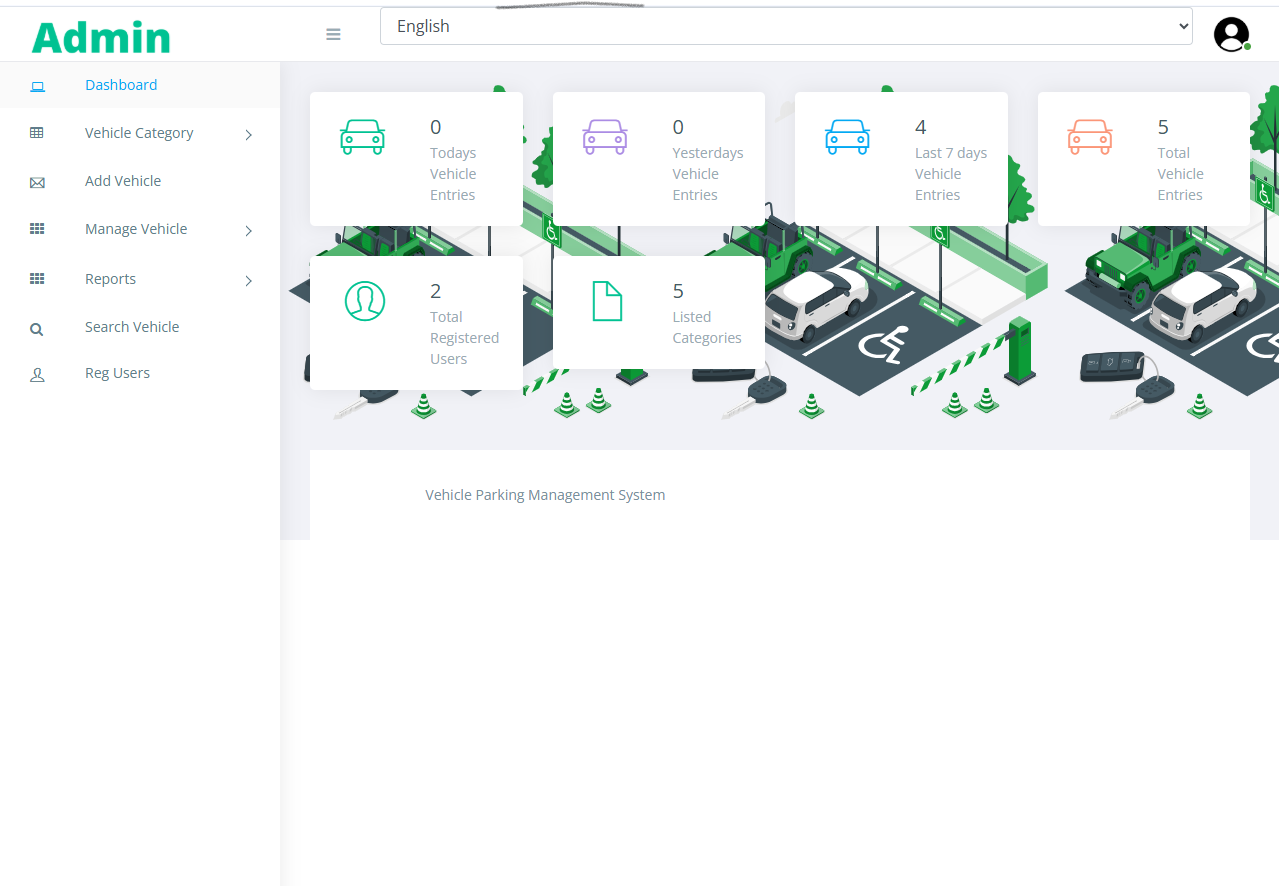 Admin
English
Dashboard
Vehicle Category
Add Vehicle
Manage Vehicle
Reports
Search Vehicle
Reg Users
0
Todays
Vehicle
Entries
0
Yesterdays
Vehicle
Entries
4
Last 7 days
Vehicle
Entries
5
Total
Vehicle
Entries
2
Total
Registered
Users
5
Listed
Categories
Vehicle Parking Management System